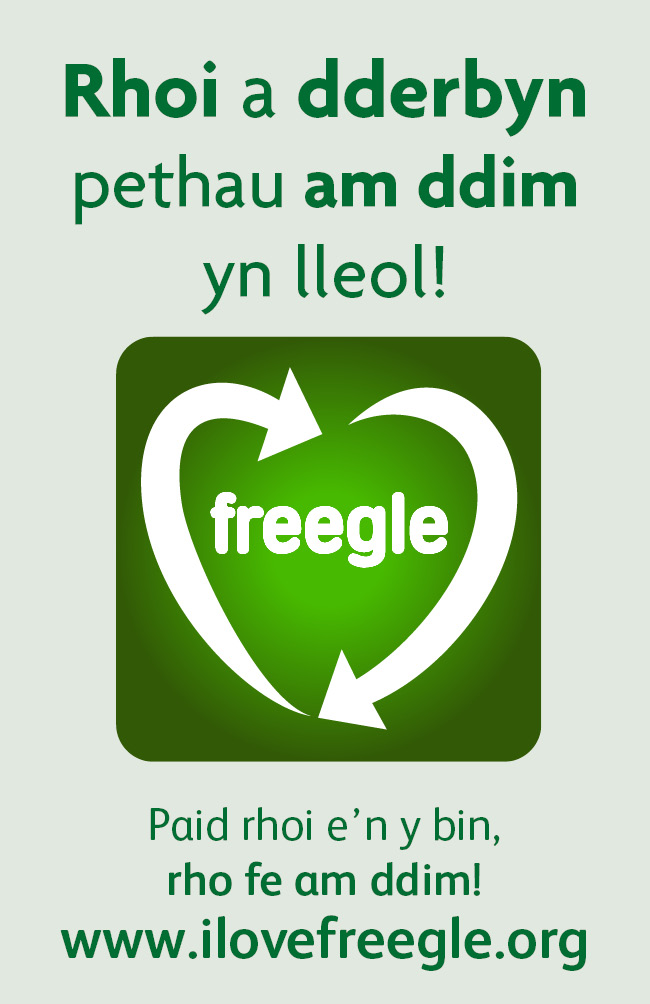 Rhoi a dderbyn
pethau am ddim
yn lleol!
freegle
Paid rhoi e’n y bin,
rho fe am ddim!
www.ilovefreegle.org